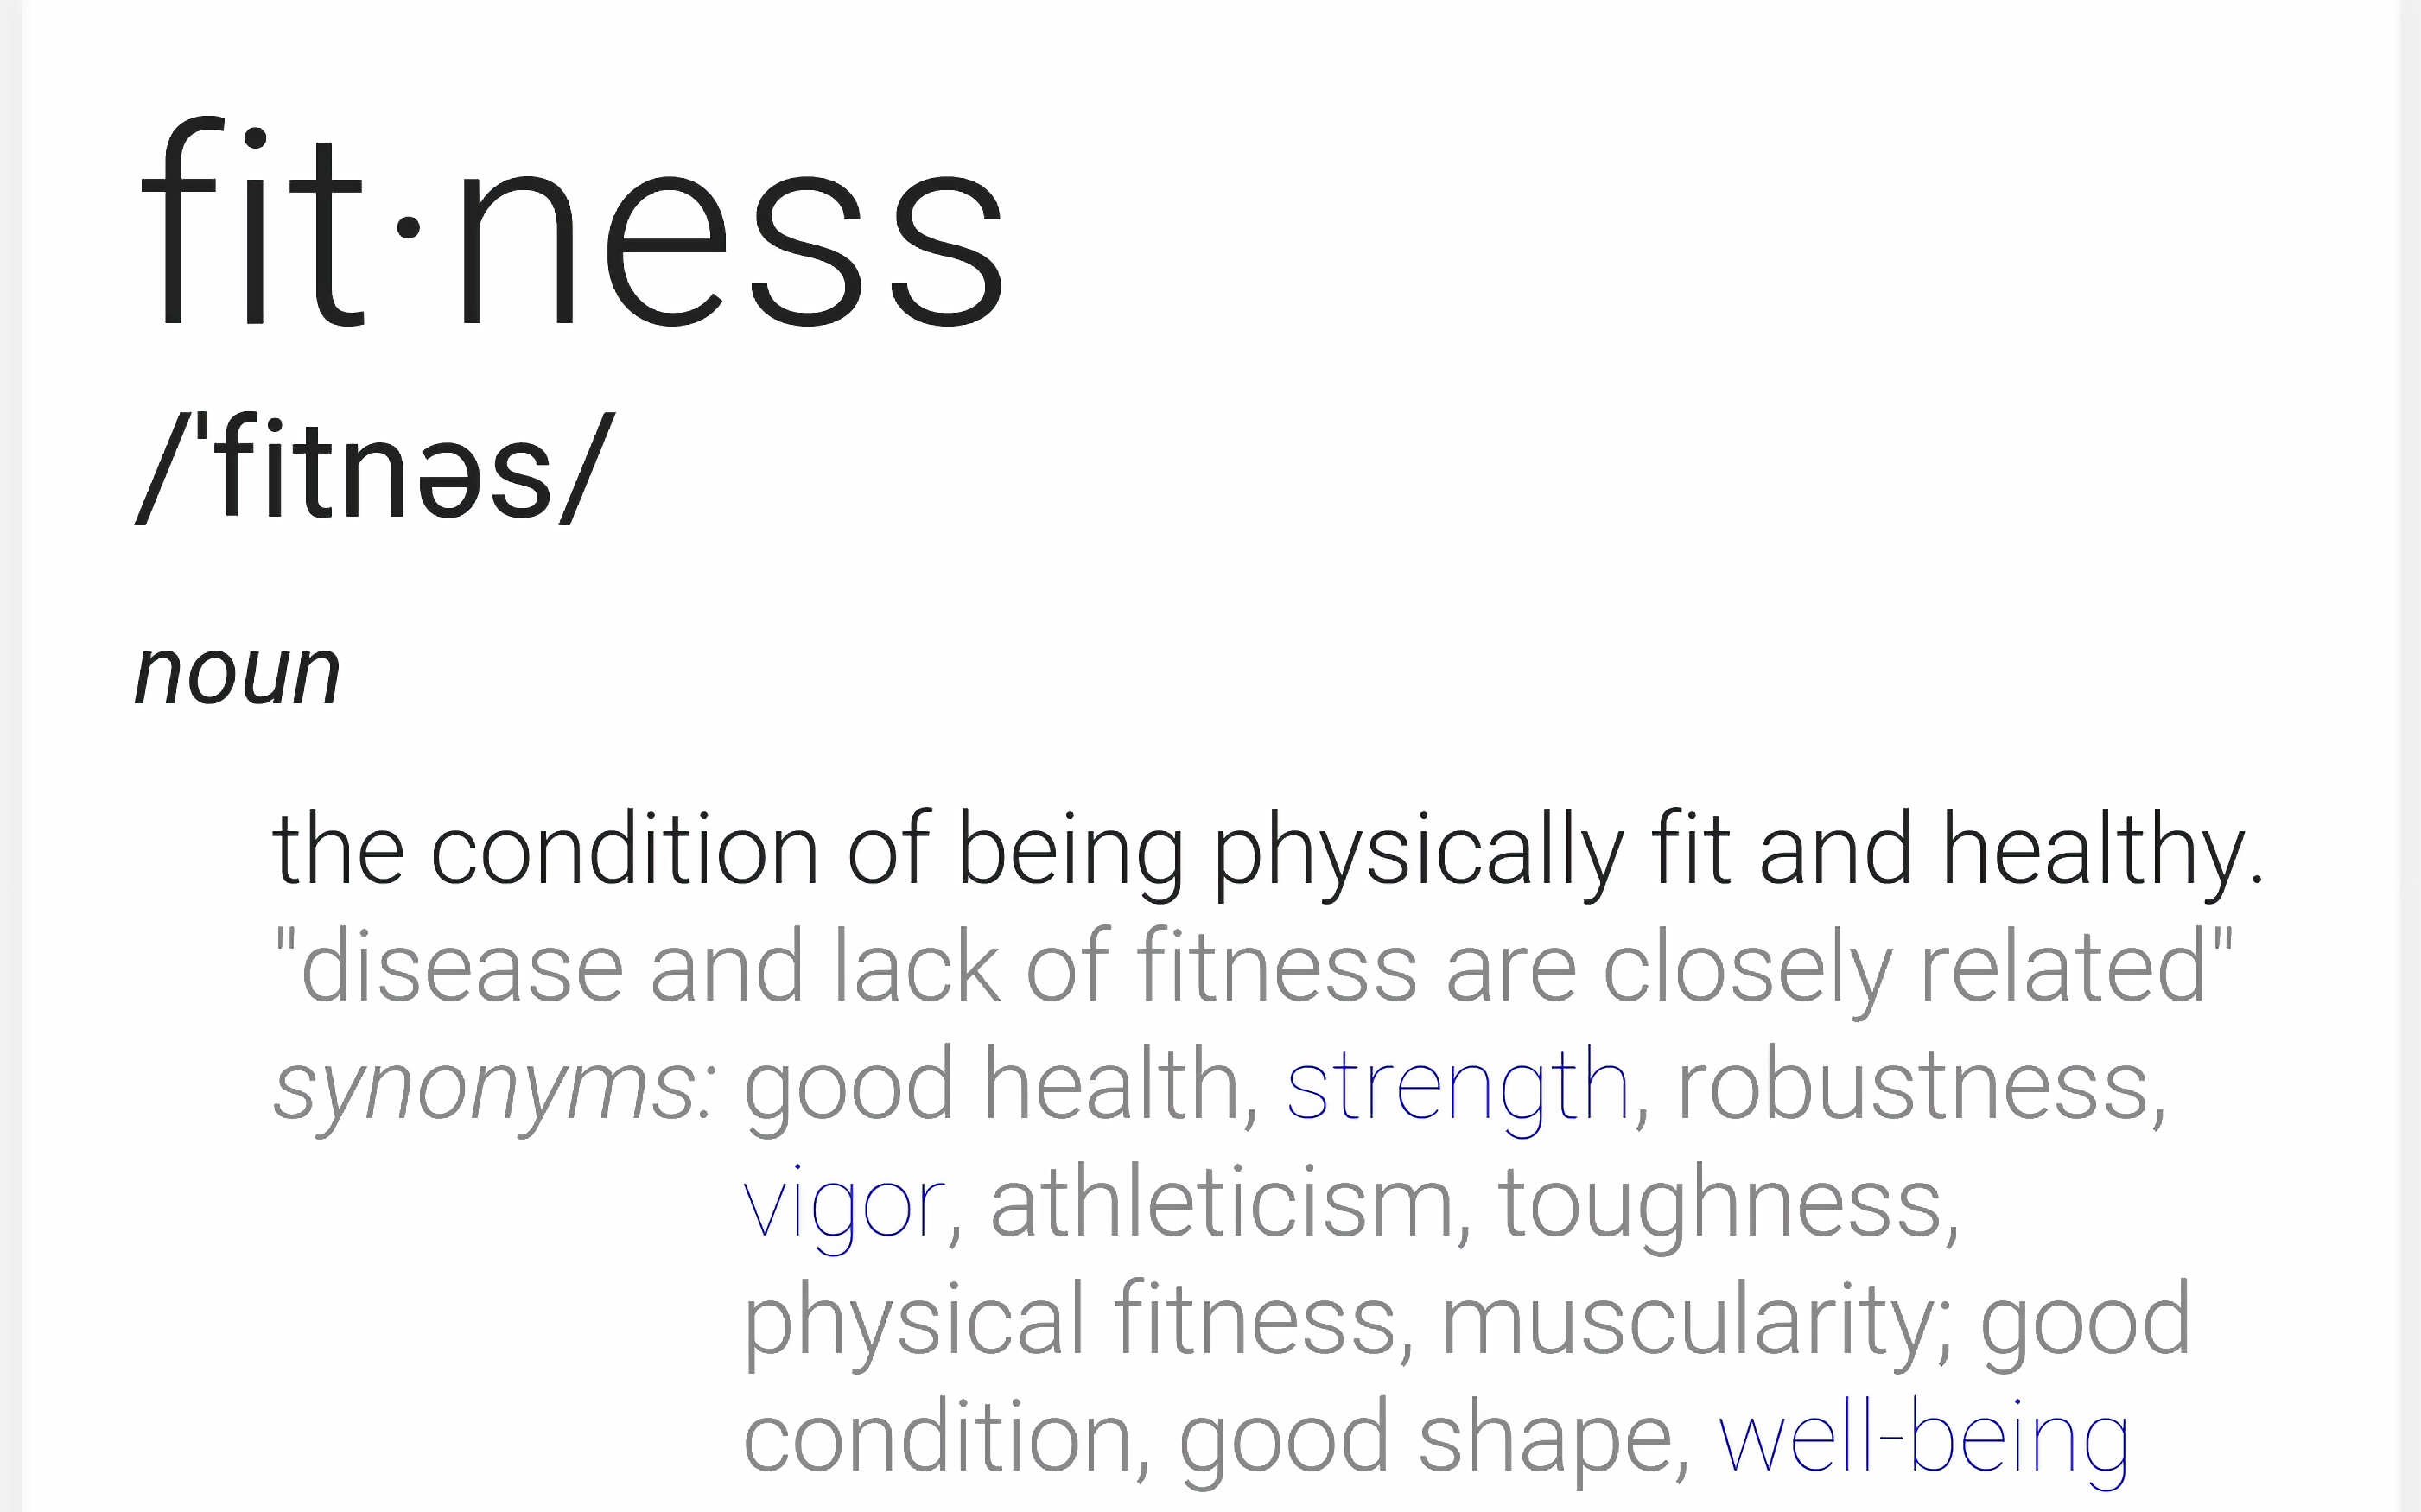 fit·ness
/ˈfitnəs/
noun
the condition of being physically fit and healthy.
"disease and lack of fitness are closely related"
synonyms: good health, strength, robustness,
vigor, athleticism, toughness,
physical fitness, muscularity; good
condition, good shape, well-being